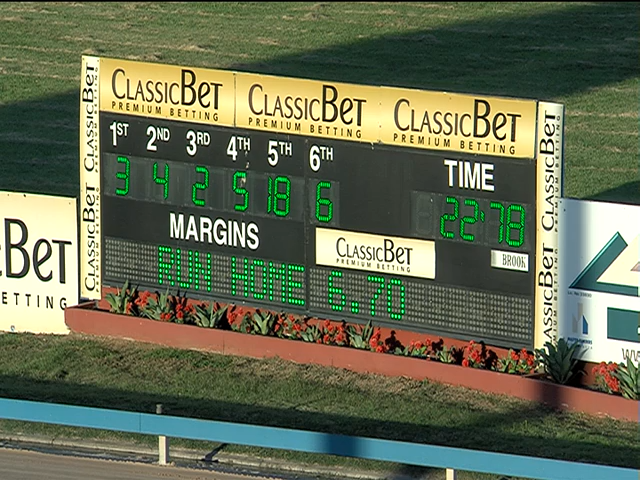 CLASSICBET CLASSICBET CLASSICBET
PREMIUM BETTING PREMIUM BETTING PREMIUM BETTING
1ST 2ND 3RD 4TH 5TH 6TH
TIME
3 4 2 5 18 6 22:78
MARGINS
CLASSICBET
PREMIUM BETTING
BROOK
RUN HOME 6.70
CLASSICBET
CLASSICBET
CLASSICBET
CLASSICBET
Bet
ETTING